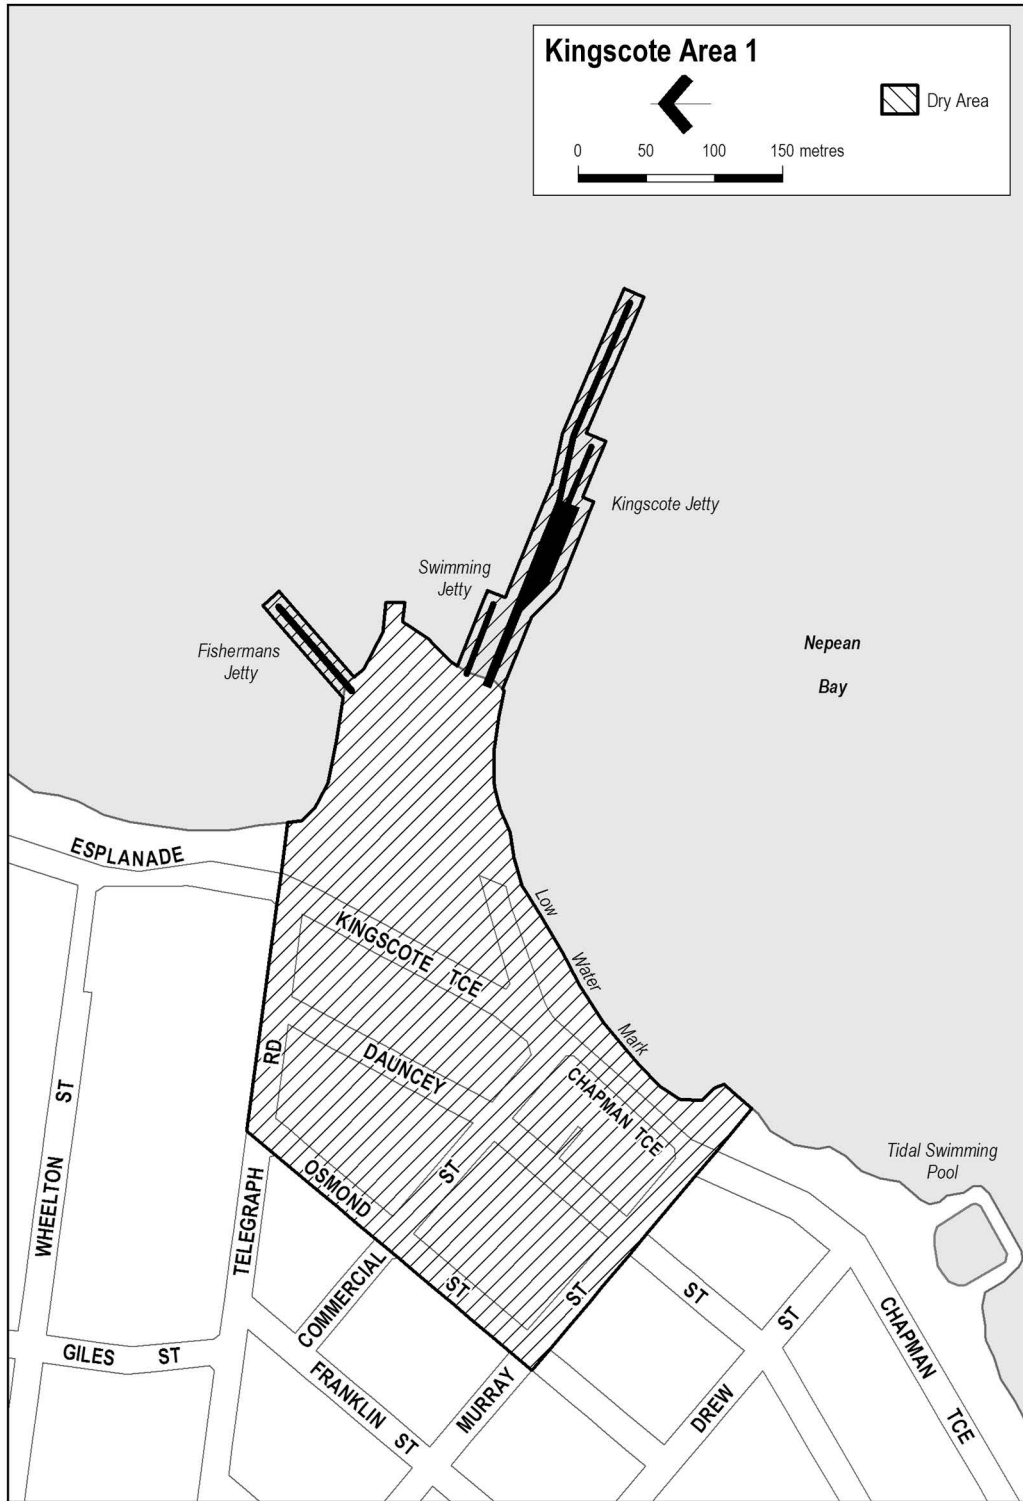 Kingscote Area 1
Dry Area
0 50 100 150 metres
Kingscote Jetty
Swimming
Jetty
Fishermans
Jetty
Nepean
Bay
ESPLANADE
Low
Water
Mark
KINGSCOTE TCE
RD
DAUNCEY
ST
CHAPMAN TCE
Tidal Swimming
Pool
WHEELTON ST
TELEGRAPH
OSMOND
ST
ST
ST
COMMERCIAL
GILES ST
FRANKLIN ST
MURRAY
DREW
ST
CHAPMAN
TCE